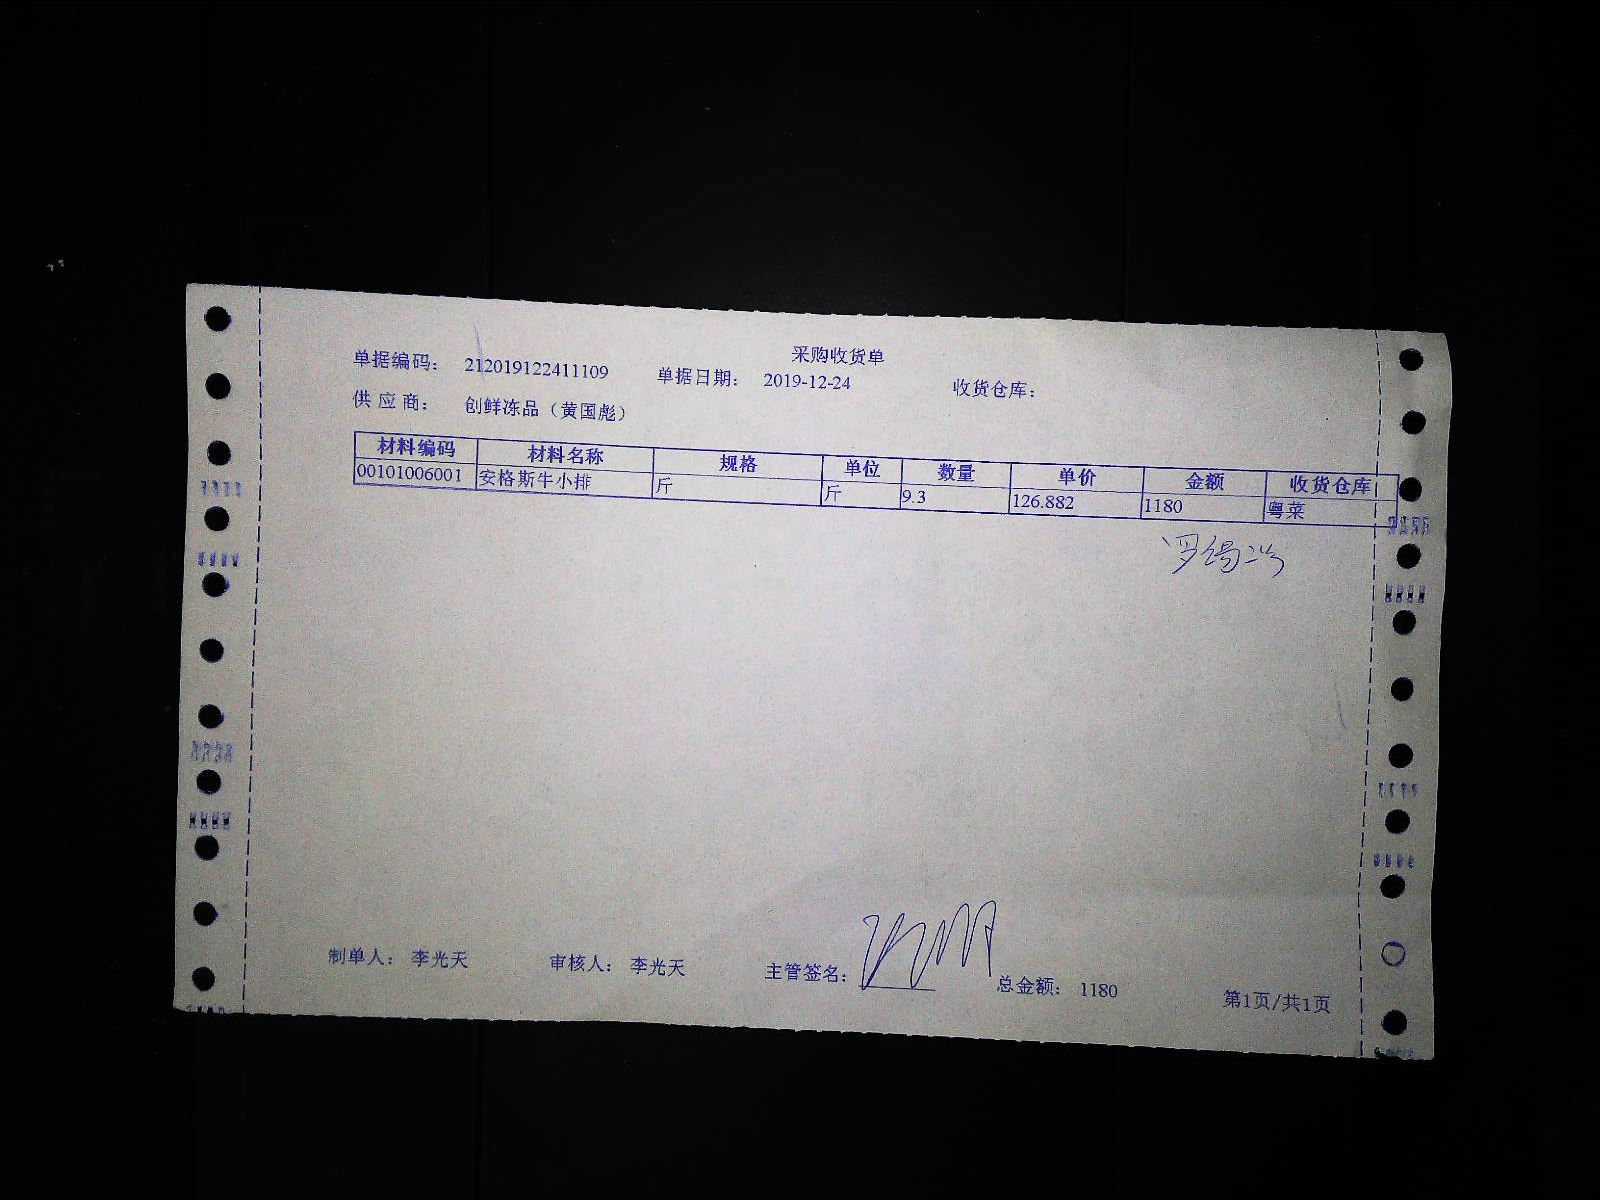 采购收货单
单据编码： 212019122411109 单据日期： 2019-12-24 收货仓库：
供 应 商： 创鲜冻品（黄国彪）
材料编码 材料名称 规格 单位 数量 单价 金额 收货仓库
00101006001 安格斯牛小排 斤 斤 9.3 126.882 1180 粤菜
制单人： 李光天 审核人： 李光天 主管签名： 总金额： 1180 第1页/共1页